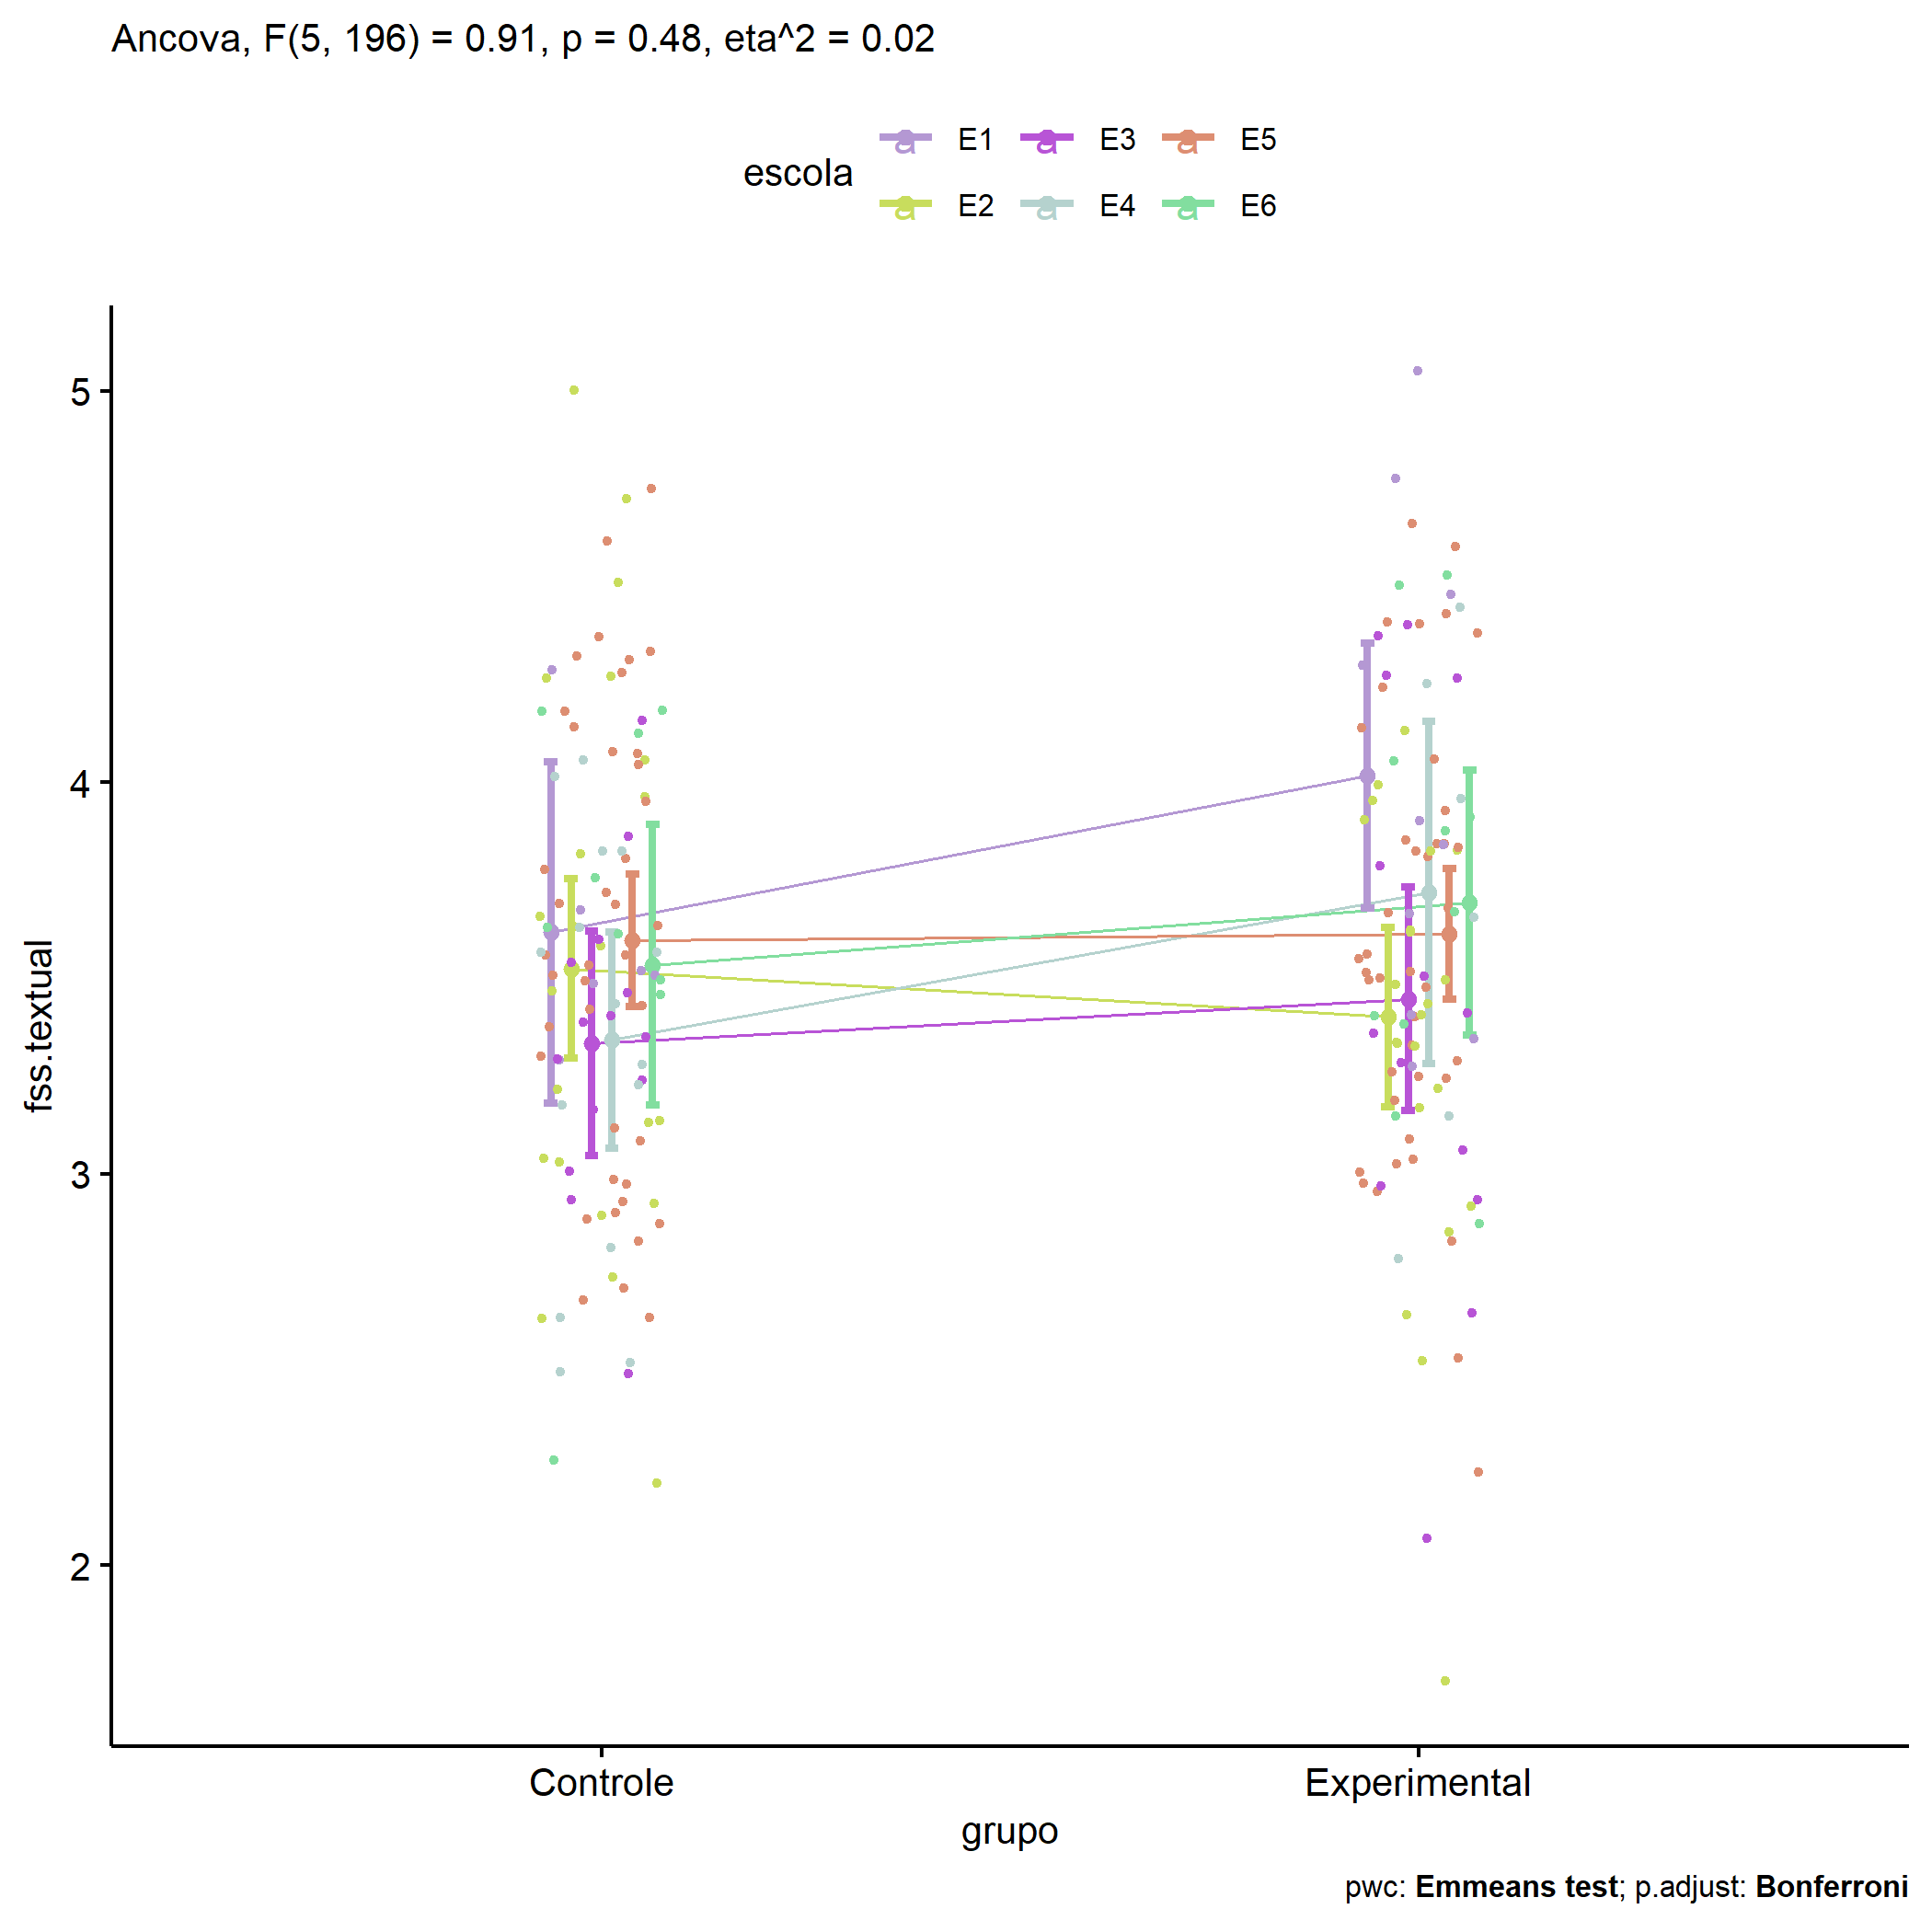 Ancova, F(5, 196) = 0.91, p = 0.48, eta^2 = 0.02
escola
a E1 a E3 a E5
a E2 a E4 a E6
5
4
3
2
fss.textual
Controle Experimental
grupo
pwc: Emmeans test; p.adjust: Bonferroni